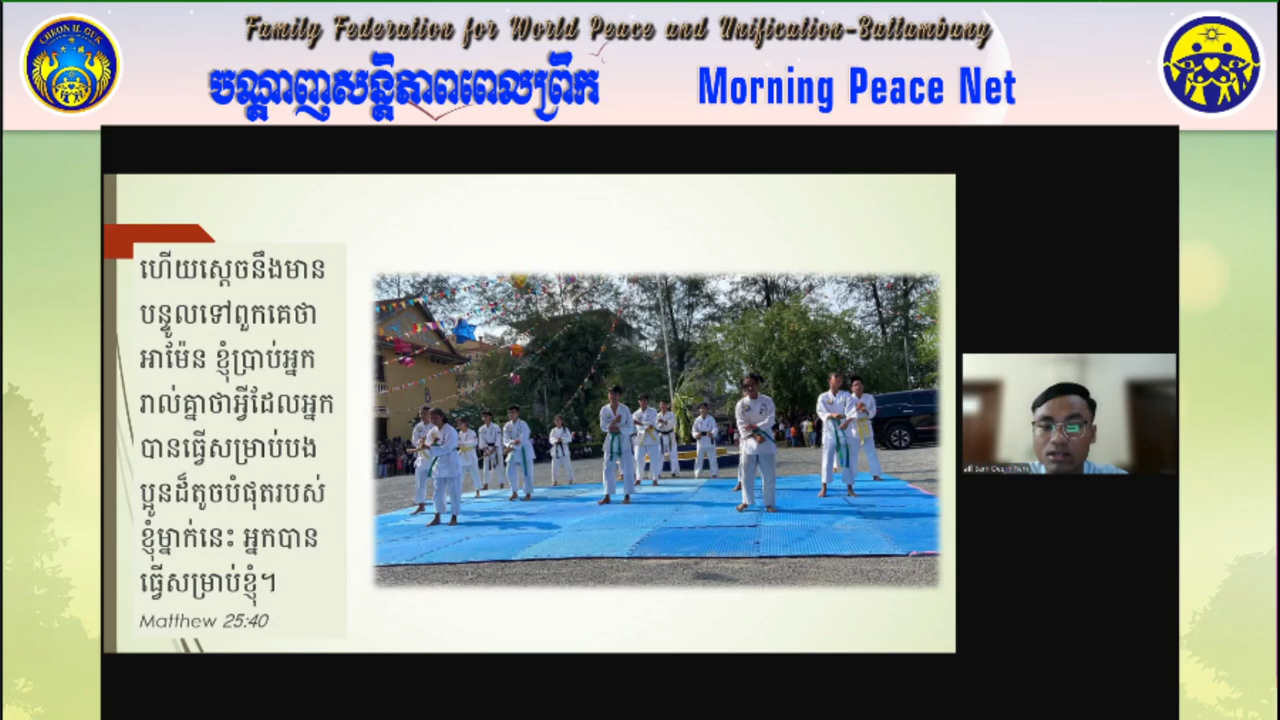 Family Federation for World Peace and Unification-Battambang
បណ្តាញសន្តិភាពពេលព្រឹក
Morning Peace Net
CHEON IL GUK
ហើយស្តេចនឹងមាន
បន្ទូលទៅពួកគេថា
អាម៉ែន ខ្ញុំប្រាប់អ្នក
រាល់គ្នាថាអ្វីដែលអ្នក
បានធ្វើសម្រាប់បង
ប្អូនដ៏តូចបំផុតរបស់
ខ្ញុំម្នាក់នេះ អ្នកបាន
ធ្វើសម្រាប់ខ្ញុំ។
Matthew 25:40